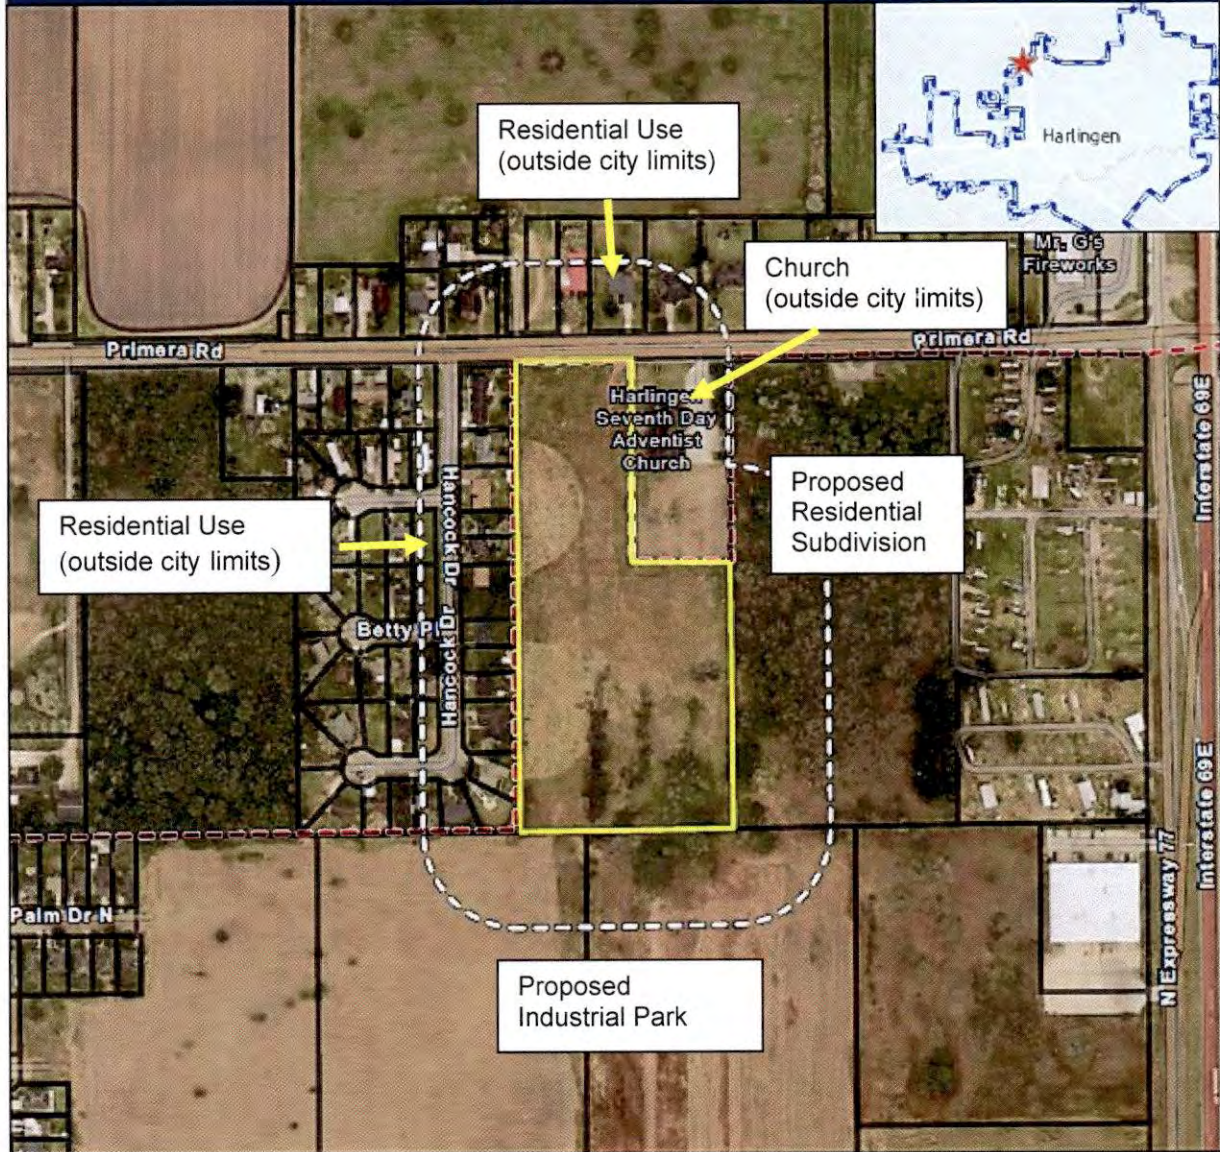 Harlingen
Residential Use
(outside city limits)
Mr. G's
Fireworks
Church
(outside city limits)
Primera Rd
Primera Rd
Harlingen
Seventh Day
Adventist
Church
Interstate 69E
Hancock Dr
Proposed
Residential
Subdivision
Residential Use
(outside city limits)
Betty Pl
Hancock Dr
Interstate 69E
N Expressway 77
Palm Dr N
Proposed
Industrial Park